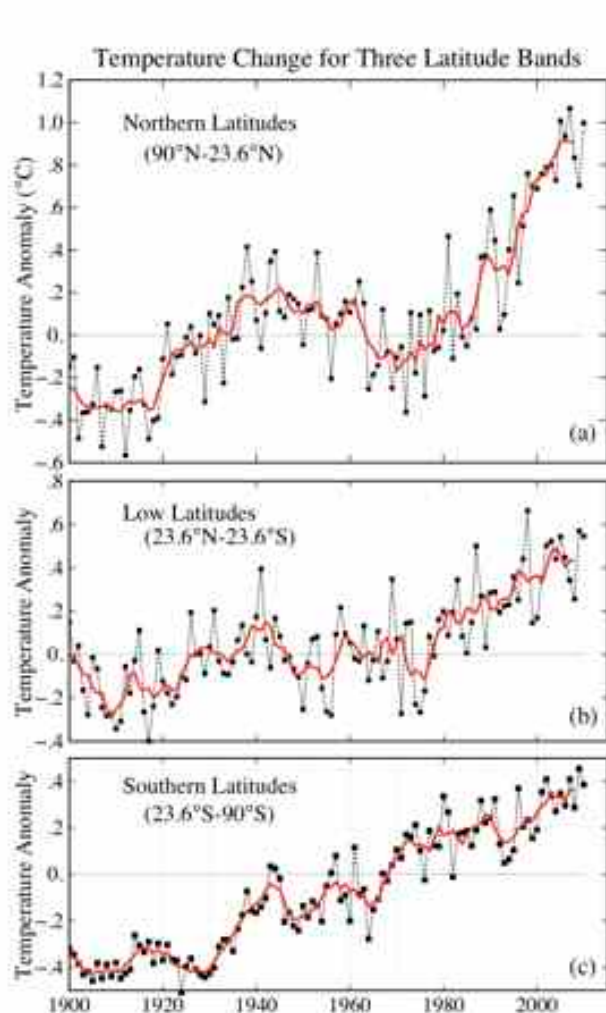 Temperature Change for Three Latitude Bands
1.2
1.0
.8
.6
.4
.2
0.
-.2
-.4
-.6
Temperature Anomaly (°C)
Northern Latitudes
(90°N-23.6°N)
(a)
.8
.6
.4
.2
0.
-.2
-.4
Temperature Anomaly
Low Latitudes
(23.6°N-23.6°S)
(b)
.4
.2
0.
-.2
-.4
Temperature Anomaly
Southern Latitudes
(23.6°S-90°S)
(c)
1900 1920 1940 1960 1980 2000